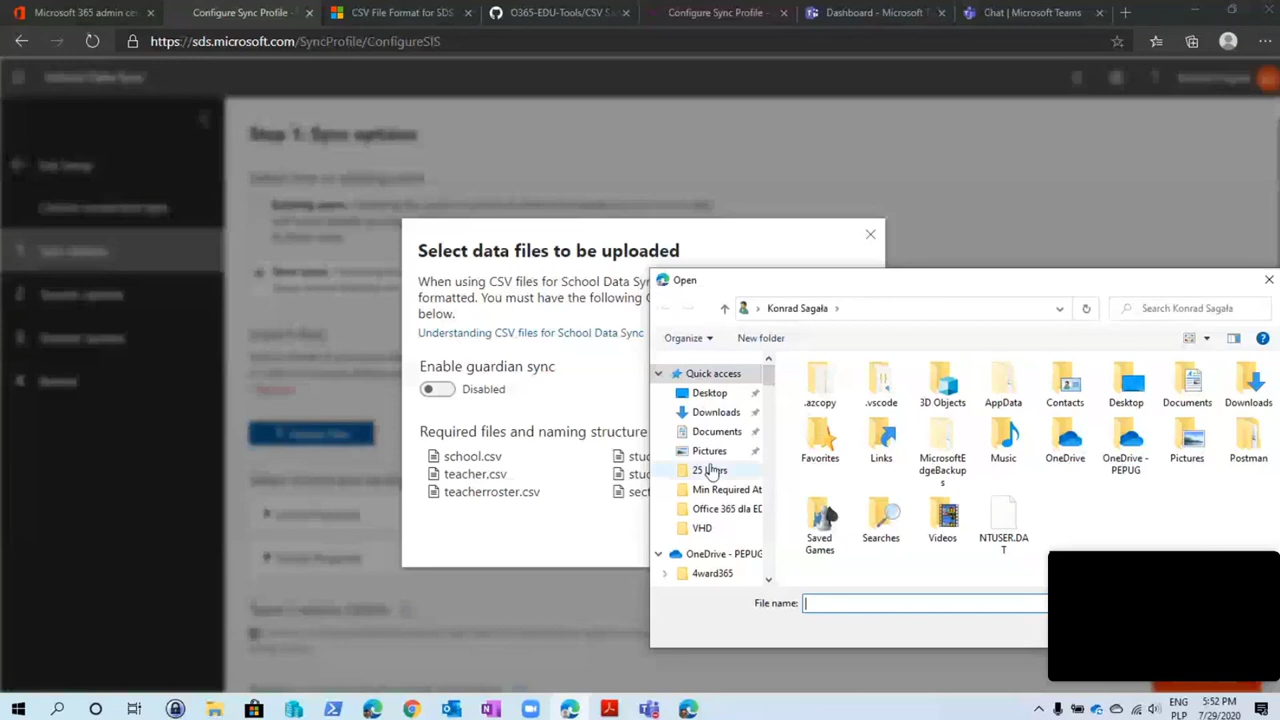 Microsoft 365 admin ce
Configure Sync Profile -
CSV File Format for SDS
O365-EDU-Tools/CSV S
Configure Sync Profile -
Dashboard - Microsoft T
Chat | Microsoft Teams
https://sds.microsoft.com/SyncProfile/ConfigureSIS
Step 1: Sync options
Select data files to be uploaded
When using CSV files for School Data Syn
formatted. You must have the following C
below.
Understanding CSV files for School Data Sync
Enable guardian sync
Disabled
Required files and naming structure
school.csv
teacher.csv
teacherroster.csv
stu
stu
sect
Open
Konrad Sagała
Search Konrad Sagała
Organize
New folder
Quick access
Desktop
Downloads
Documents
Pictures
Min Required At
Office 365 dla ED
VHD
OneDrive - PEPUG
4ward365
.azcopy
.vscode
3D Objects
AppData
Contacts
Desktop
Documents
Downloads
Favorites
Links
MicrosoftEdgeBackups
Music
OneDrive
OneDrive - PEPUG
Pictures
Postman
Saved Games
Searches
Videos
NTUSER.DAT
File name:
ENG
PLP
5:52 PM
7/29/2020